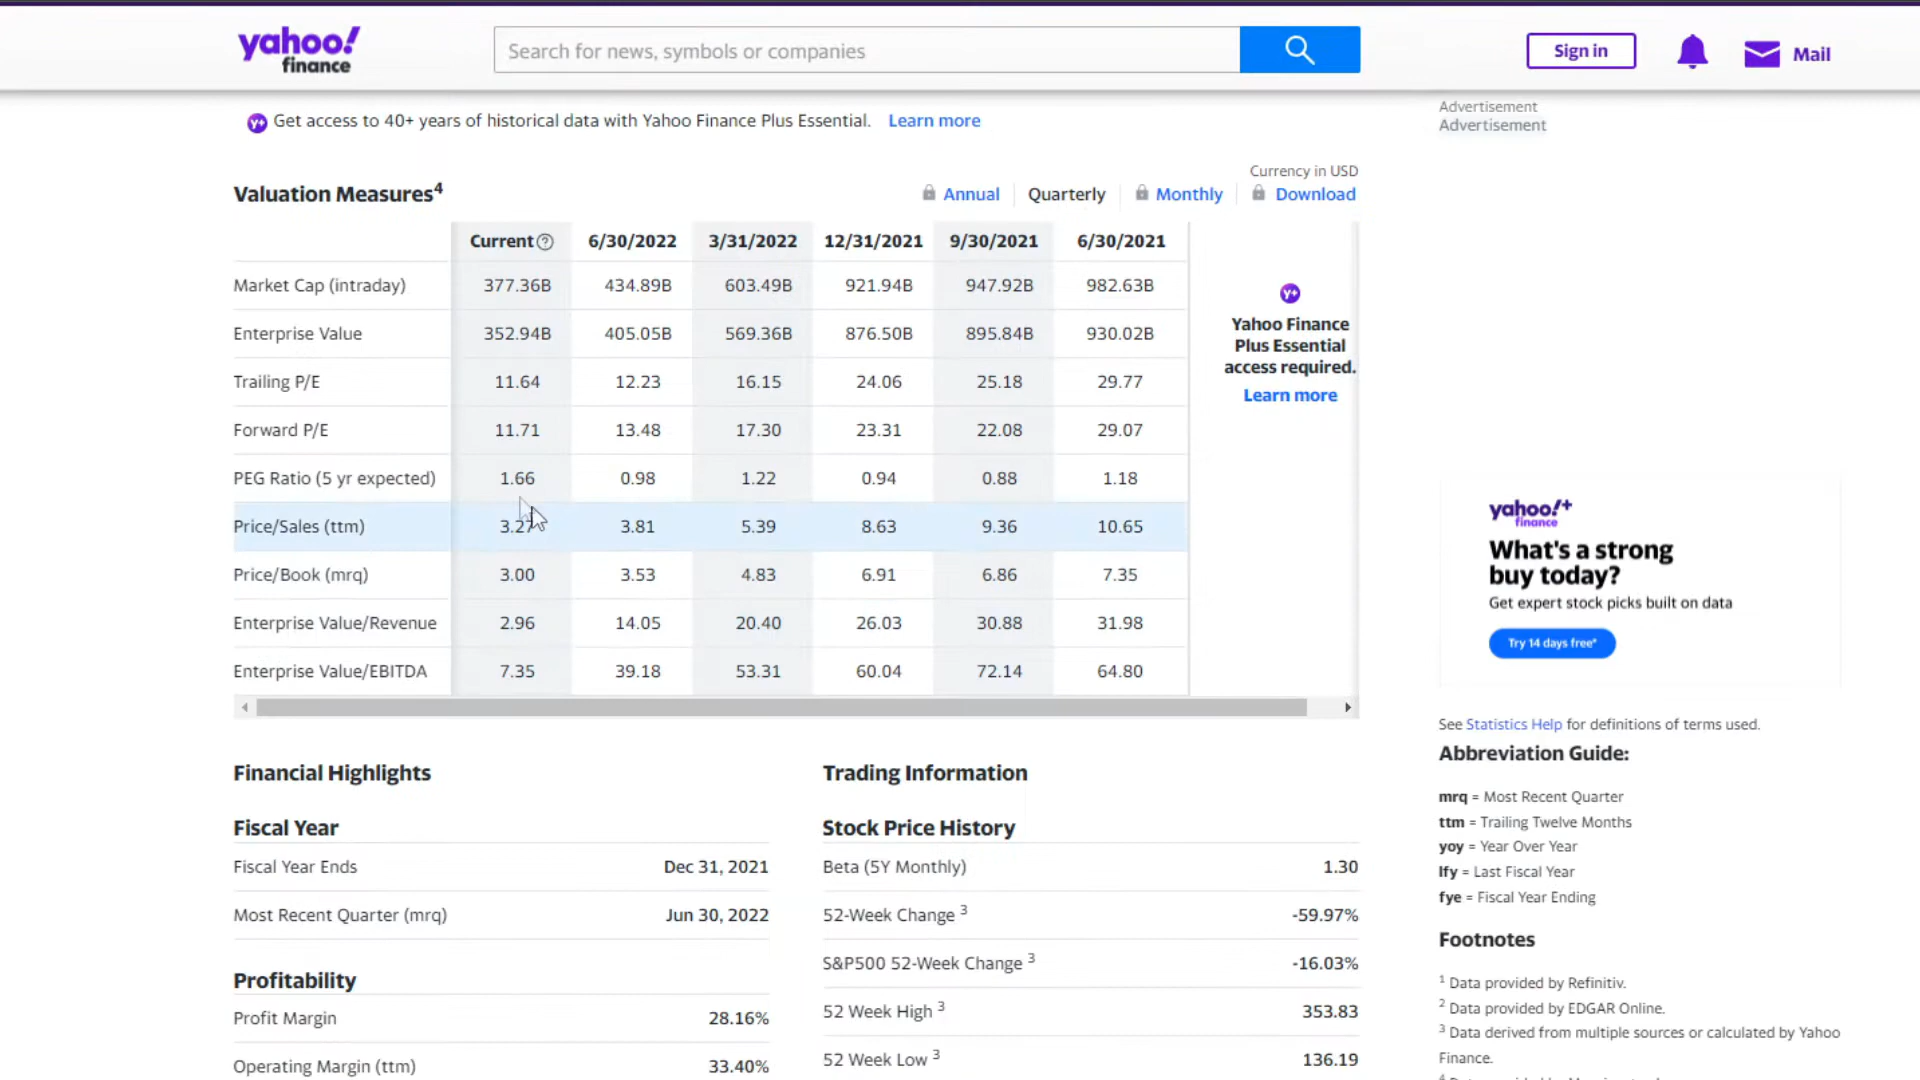 yahoo!
finance
Search for news, symbols or companies
Sign in
Mail
Y+ Get access to 40+ years of historical data with Yahoo Finance Plus Essential. Learn more
Advertisement
Advertisement
Currency in USD
Valuation Measures4 Annual Quarterly Monthly Download
Current 6/30/2022 3/31/2022 12/31/2021 9/30/2021 6/30/2021
Market Cap (intraday) 377.36B 434.89B 603.49B 921.94B 947.92B 982.63B
Enterprise Value 352.94B 405.05B 569.36B 876.50B 895.84B 930.02B
Trailing P/E 11.64 12.23 16.15 24.06 25.18 29.77
Forward P/E 11.71 13.48 17.30 23.31 22.08 29.07
PEG Ratio (5 yr expected) 1.66 0.98 1.22 0.94 0.88 1.18
Price/Sales (ttm) 3.27 3.81 5.39 8.63 9.36 10.65
Price/Book (mrq) 3.00 3.53 4.83 6.91 6.86 7.35
Enterprise Value/Revenue 2.96 14.05 20.40 26.03 30.88 31.98
Enterprise Value/EBITDA 7.35 39.18 53.31 60.04 72.14 64.80
Y+
Yahoo Finance
Plus Essential
access required.
Learn more
Financial Highlights
Fiscal Year
Fiscal Year Ends Dec 31, 2021
Most Recent Quarter (mrq) Jun 30, 2022
Profitability
Profit Margin 28.16%
Operating Margin (ttm) 33.40%
Trading Information
Stock Price History
Beta (5Y Monthly) 1.30
52-Week Change 3 -59.97%
S&P500 52-Week Change 3 -16.03%
52 Week High 3 353.83
52 Week Low 3 136.19
yahoo!+
finance
What's a strong
buy today?
Get expert stock picks built on data
Try 14 days free*
See Statistics Help for definitions of terms used.
Abbreviation Guide:
mrq = Most Recent Quarter
ttm = Trailing Twelve Months
yoy = Year Over Year
lfy = Last Fiscal Year
fye = Fiscal Year Ending
Footnotes
1 Data provided by Refinitiv.
2 Data provided by EDGAR Online.
3 Data derived from multiple sources or calculated by Yahoo
Finance.